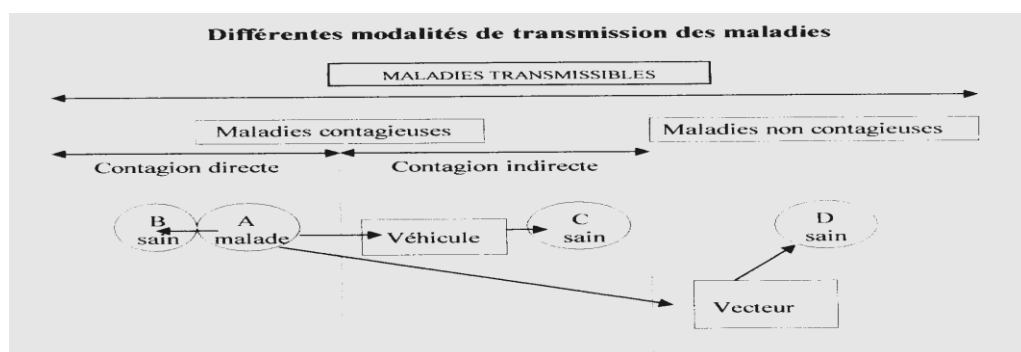 Différentes modalités de transmission des maladies
MALADIES TRANSMISSIBLES
Maladies contagieuses
Maladies non contagieuses
Contagion directe
Contagion indirecte
B
sain
A
malade
Véhicule
C
sain
D
sain
Vecteur